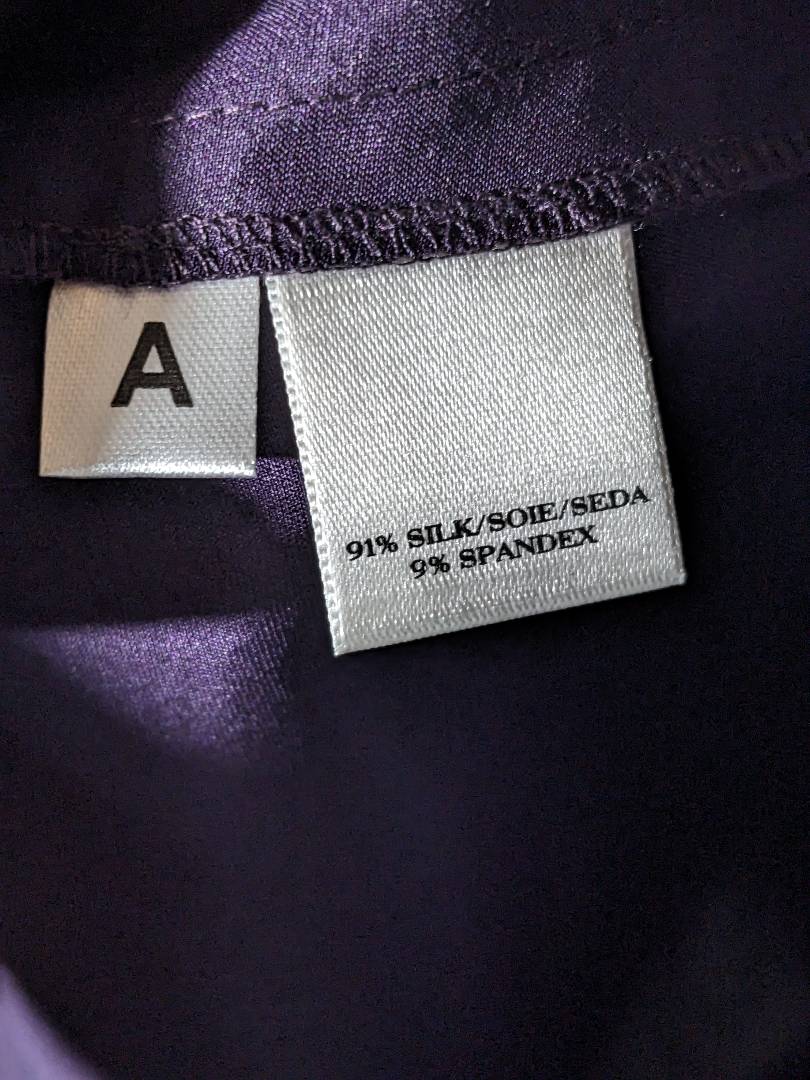 A
91% SILK/SOIE/SEDA
9% SPANDEX